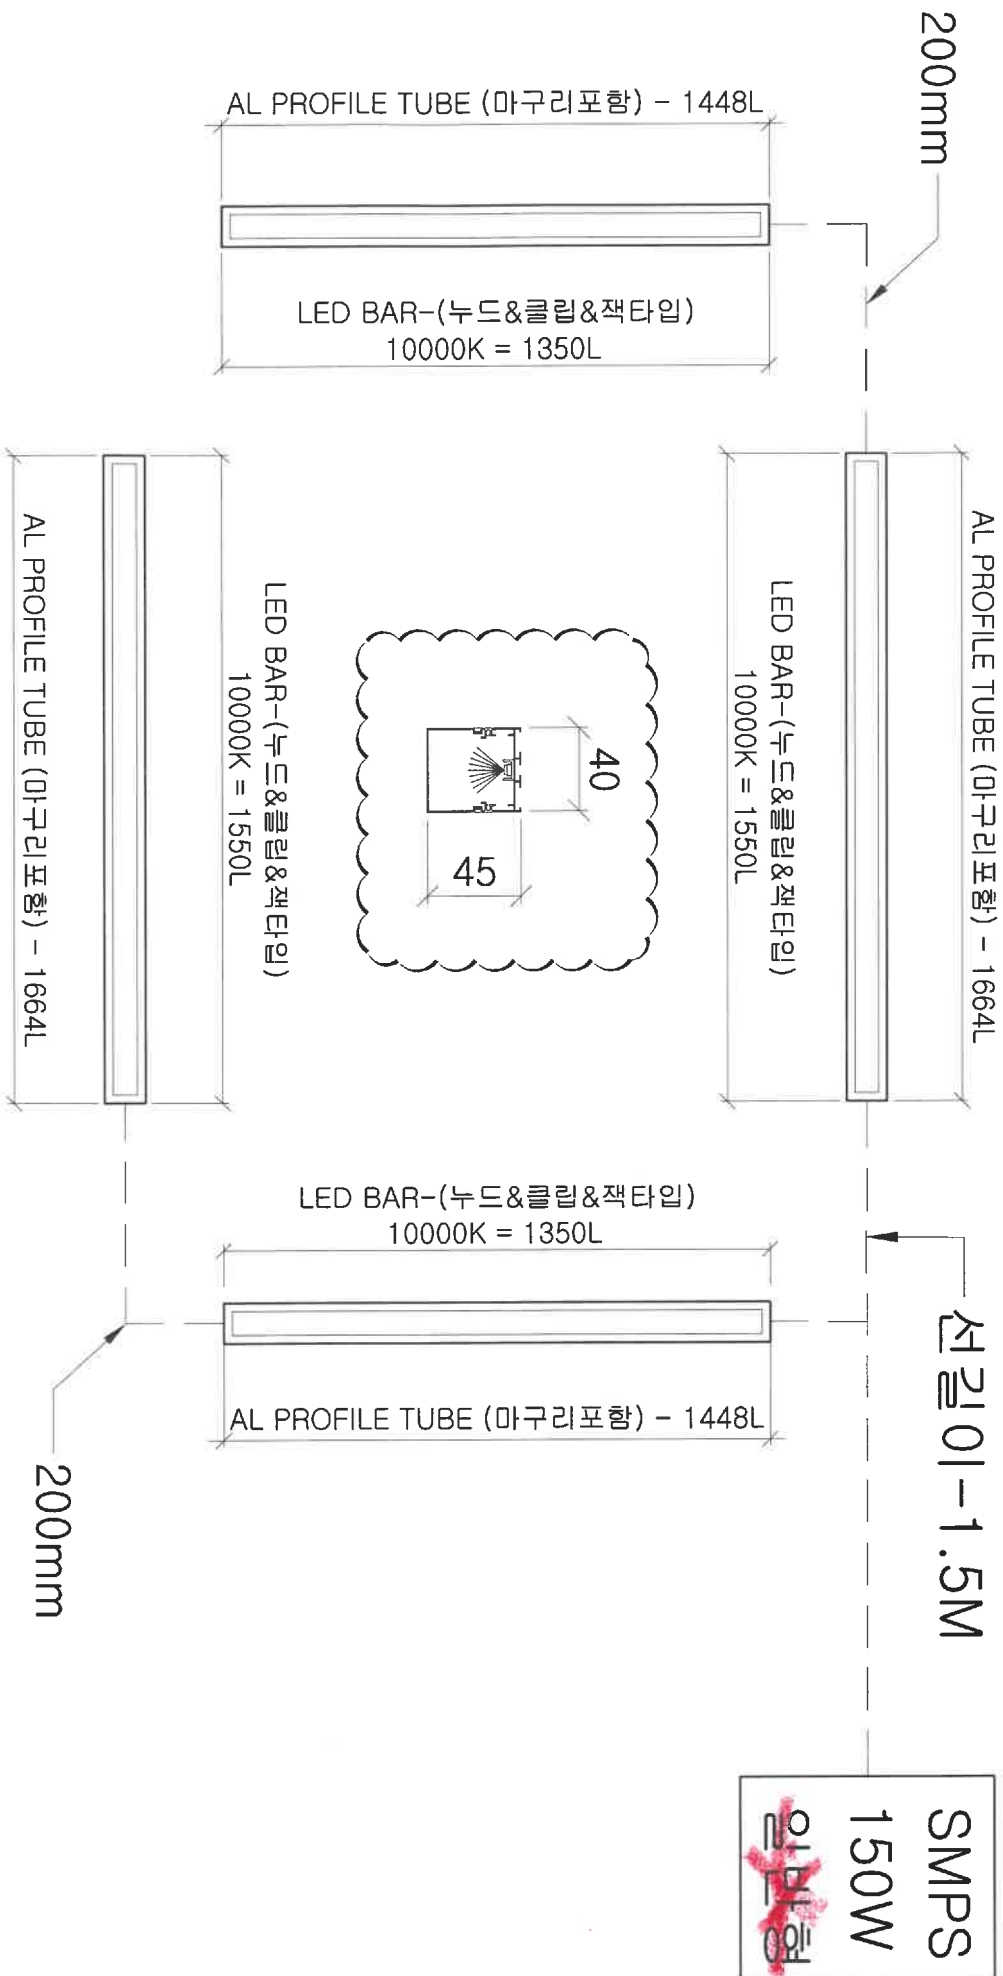 200mm
AL PROFILE TUBE (마구리포함) - 1448L
LED BAR-(누드&클립&잭타입)
10000K = 1350L
AL PROFILE TUBE (마구리포함) - 1664L
LED BAR-(누드&클립&잭타입)
10000K = 1550L
40
45
LED BAR-(누드&클립&잭타입)
10000K = 1550L
AL PROFILE TUBE (마구리포함) - 1664L
LED BAR-(누드&클립&잭타입)
10000K = 1350L
AL PROFILE TUBE (마구리포함) - 1448L
200mm
선길이-1.5M
SMPS
150W
일반형